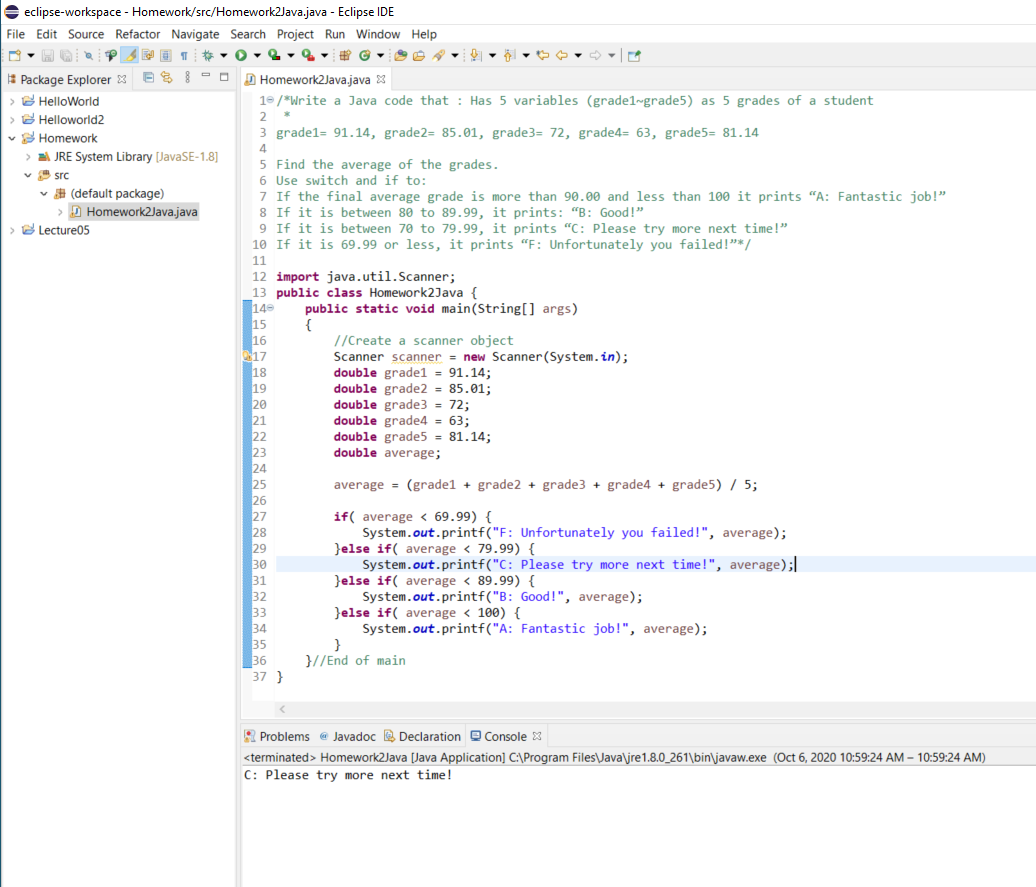 eclipse-workspace - Homework/src/Homework2Java.java - Eclipse IDE
File Edit Source Refactor Navigate Search Project Run Window Help
Package Explorer
HelloWorld
Helloworld2
Homework
JRE System Library [JavaSE-1.8]
src
(default package)
Homework2Java.java
Lecture05
Homework2Java.java
1 /*Write a Java code that : Has 5 variables (grade1~grade5) as 5 grades of a student
2 *
3 grade1= 91.14, grade2= 85.01, grade3= 72, grade4= 63, grade5= 81.14
4
5 Find the average of the grades.
6 Use switch and if to:
7 If the final average grade is more than 90.00 and less than 100 it prints “A: Fantastic job!”
8 If it is between 80 to 89.99, it prints: “B: Good!”
9 If it is between 70 to 79.99, it prints “C: Please try more next time!”
10 If it is 69.99 or less, it prints “F: Unfortunately you failed!”*/
11
12 import java.util.Scanner;
13 public class Homework2Java {
14 public static void main(String[] args)
15 {
16 //Create a scanner object
17 Scanner scanner = new Scanner(System.in);
18 double grade1 = 91.14;
19 double grade2 = 85.01;
20 double grade3 = 72;
21 double grade4 = 63;
22 double grade5 = 81.14;
23 double average;
24
25 average = (grade1 + grade2 + grade3 + grade4 + grade5) / 5;
26
27 if( average < 69.99) {
28 System.out.printf("F: Unfortunately you failed!", average);
29 }else if( average < 79.99) {
30 System.out.printf("C: Please try more next time!", average);
31 }else if( average < 89.99) {
32 System.out.printf("B: Good!", average);
33 }else if( average < 100) {
34 System.out.printf("A: Fantastic job!", average);
35 }
36 }//End of main
37 }
Problems @ Javadoc Declaration Console
<terminated> Homework2Java [Java Application] C:\Program Files\Java\jre1.8.0_261\bin\javaw.exe (Oct 6, 2020 10:59:24 AM – 10:59:24 AM)
C: Please try more next time!